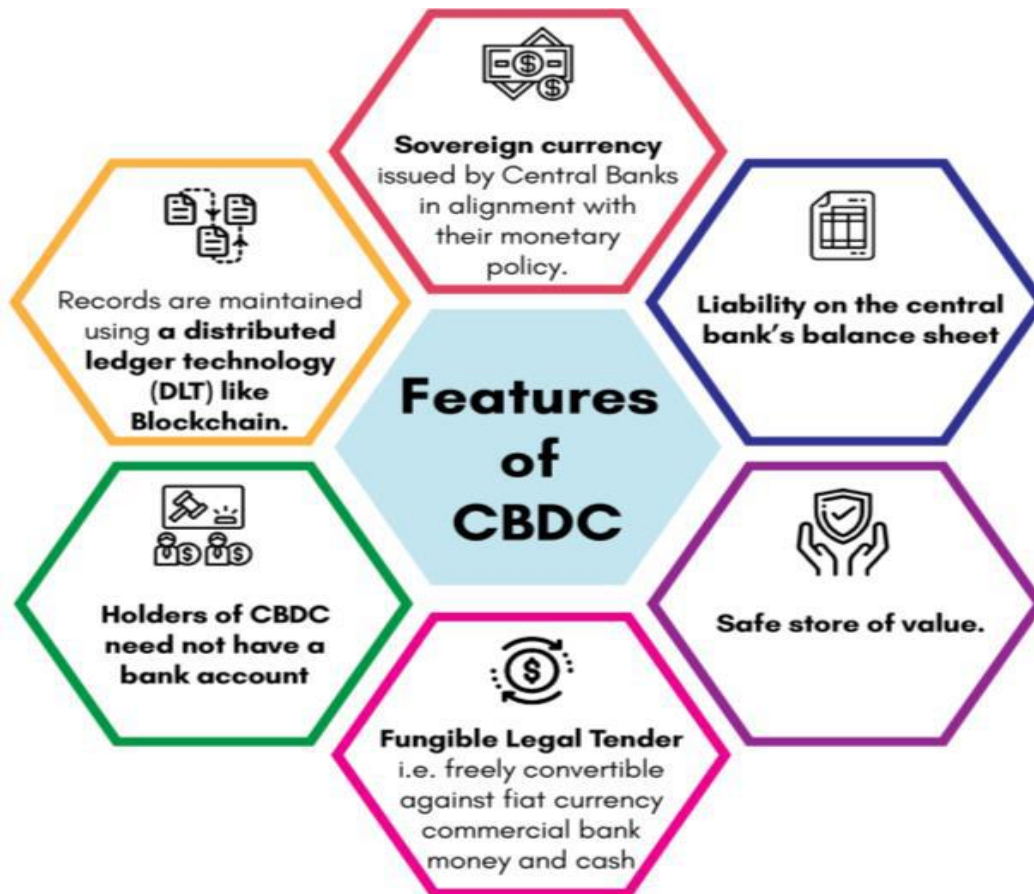 Features
of
CBDC
Sovereign currency
issued by Central Banks
in alignment with
their monetary
policy.
Liability on the central
bank's balance sheet
Safe store of value.
Fungible Legal Tender
i.e. freely convertible
against fiat currency
commercial bank
money and cash
Holders of CBDC
need not have a
bank account
Records are maintained
using a distributed
ledger technology
(DLT) like
Blockchain.